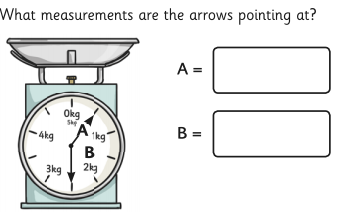 What measurements are the arrows pointing at?
0kg
5kg
A
1kg
4kg
B
3kg
2kg
A =
B =